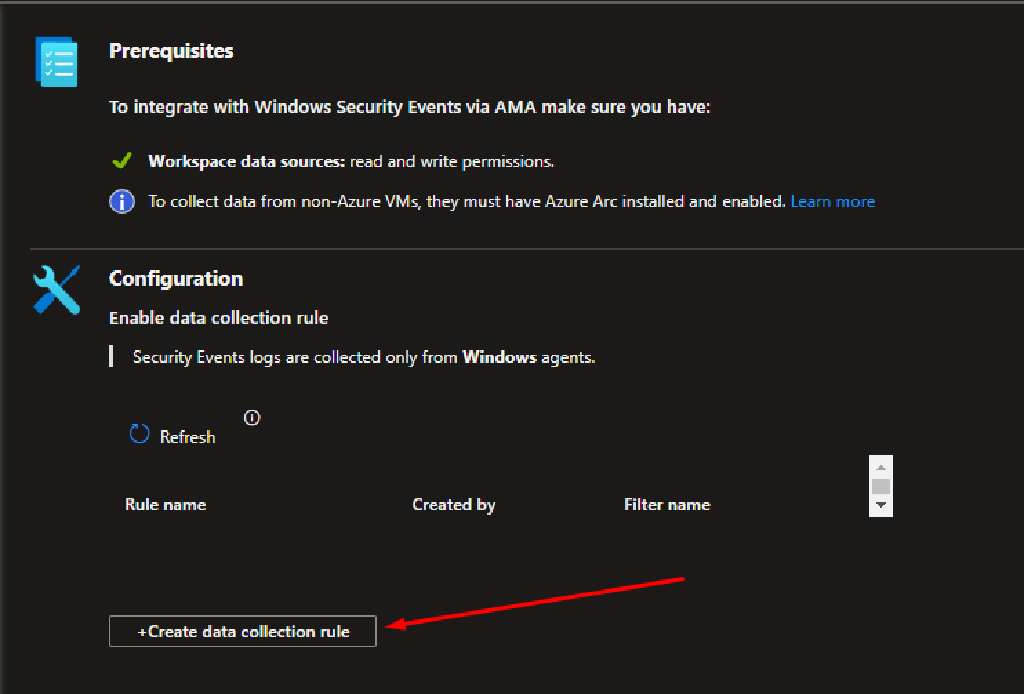 Prerequisites
To integrate with Windows Security Events via AMA make sure you have:
Workspace data sources: read and write permissions.
To collect data from non-Azure VMs, they must have Azure Arc installed and enabled. Learn more
Configuration
Enable data collection rule
Security Events logs are collected only from Windows agents.
Refresh
Rule name Created by Filter name
+Create data collection rule